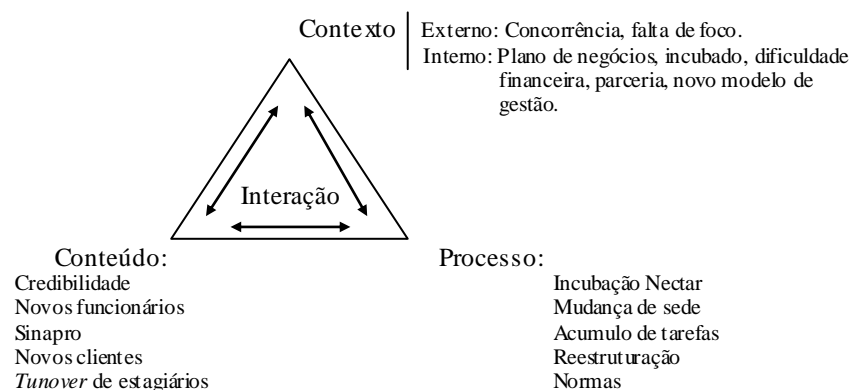 Contexto
Externo: Concorrência, falta de foco.
Interno: Plano de negócios, incubado, dificuldade
financeira, parceria, novo modelo de
gestão.
Interação
Conteúdo:
Credibilidade
Novos funcionários
Sinapro
Novos clientes
Tunover de estagiários
Processo:
Incubação Nectar
Mudança de sede
Acumulo de tarefas
Reestruturação
Normas